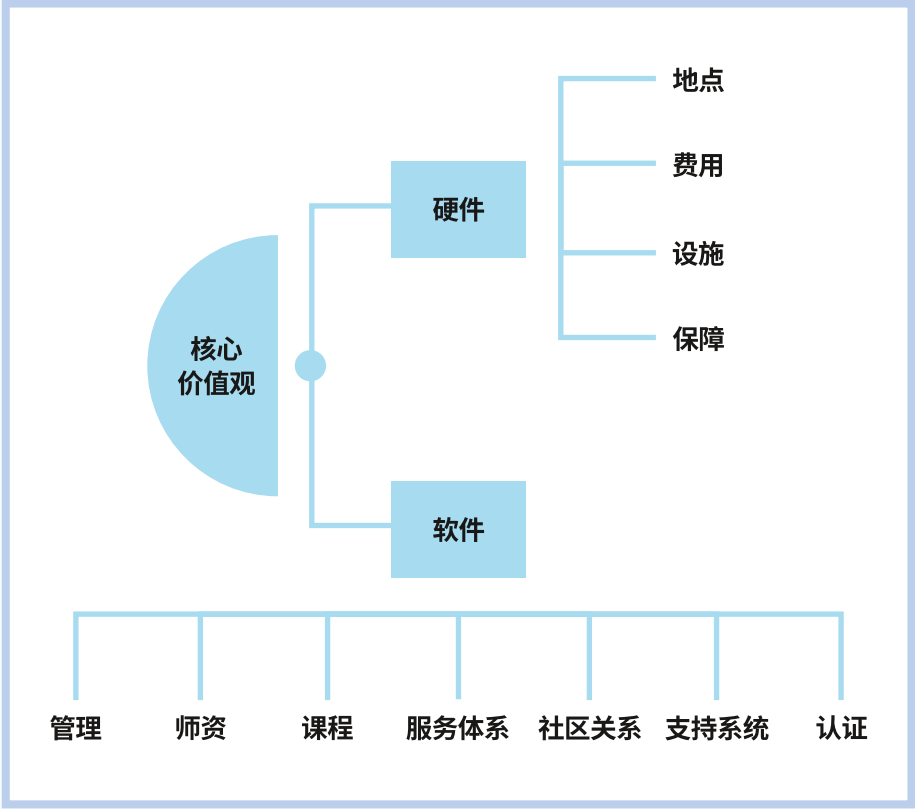 地点
费用
硬件
设施
保障
核心
价值观
软件
管理
师资
课程
服务体系
社区关系
支持系统
认证